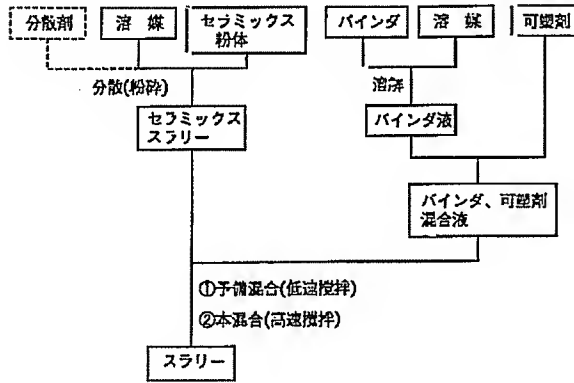 分散剤
溶 媒
セラミックス
粉体
バインダ
溶 媒
可塑剤
分散(粉砕)
溶解
セラミックス
スラリー
バインダ液
バインダ、可塑剤
混合液
①予備混合(低速撹拌)
②本混合(高速撹拌)
スラリー